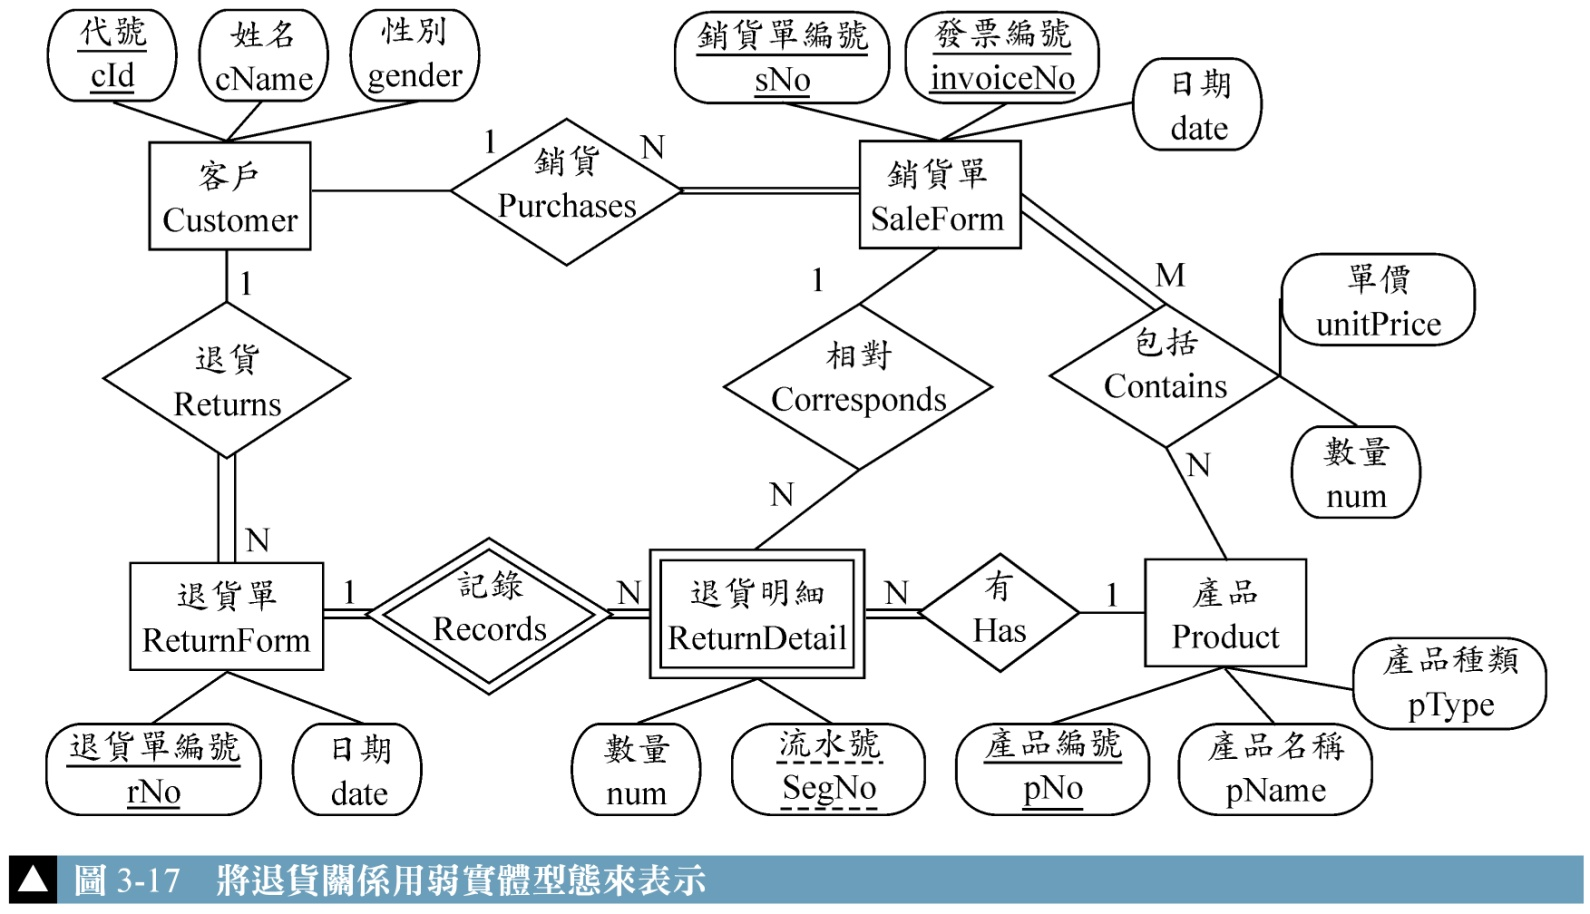 代號
cId
姓名
cName
性別
gender
銷貨單編號
sNo
發票編號
invoiceNo
日期
date
客戶
Customer
1
銷貨
Purchases
N
銷貨單
SaleForm
1
1
M
單價
unitPrice
退貨
Returns
相對
Corresponds
包括
Contains
數量
num
N
N
N
退貨單
ReturnForm
1
記錄
Records
N
退貨明細
ReturnDetail
N
有
Has
1
產品
Product
產品種類
pType
退貨單編號
rNo
日期
date
數量
num
流水號
SegNo
產品編號
pNo
產品名稱
pName
▲ 圖 3-17 將退貨關係用弱實體型態來表示